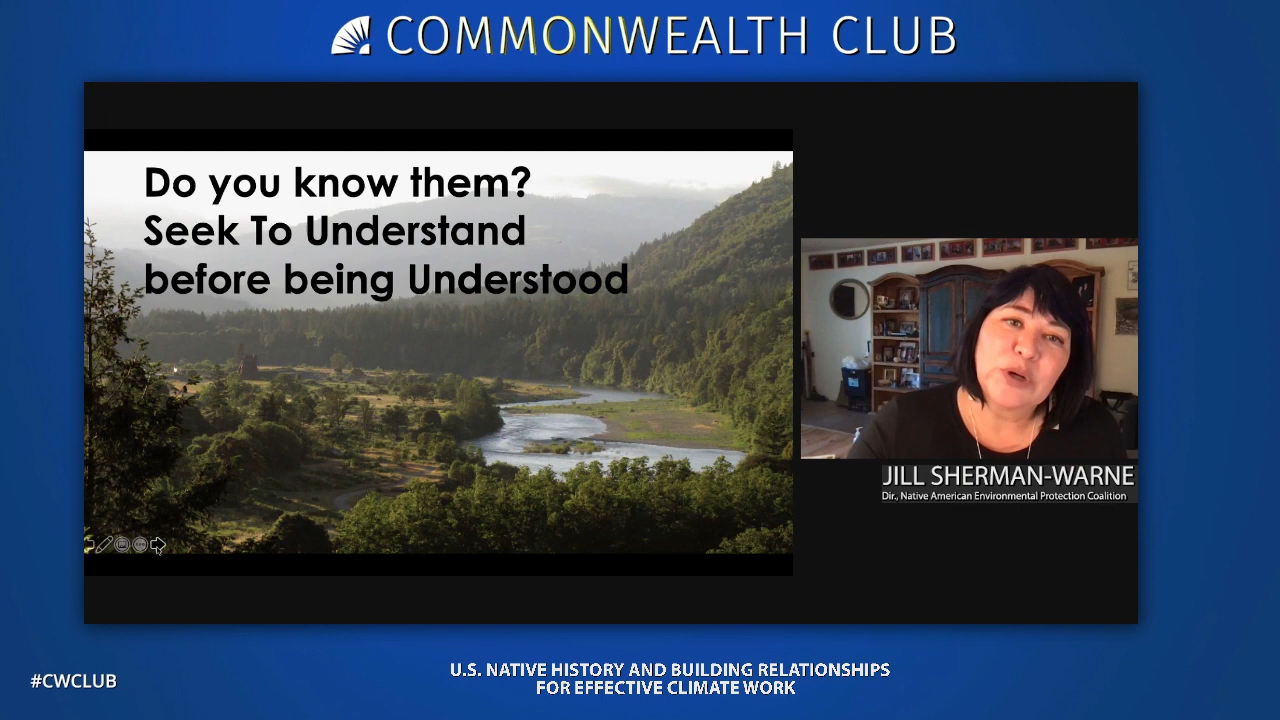 COMMONWEALTH CLUB
Do you know them?
Seek To Understand
before being Understood
JILL SHERMAN-WARNE
Dir., Native American Environmental Protection Coalition
#CWCLUB
U.S. NATIVE HISTORY AND BUILDING RELATIONSHIPS
FOR EFFECTIVE CLIMATE WORK